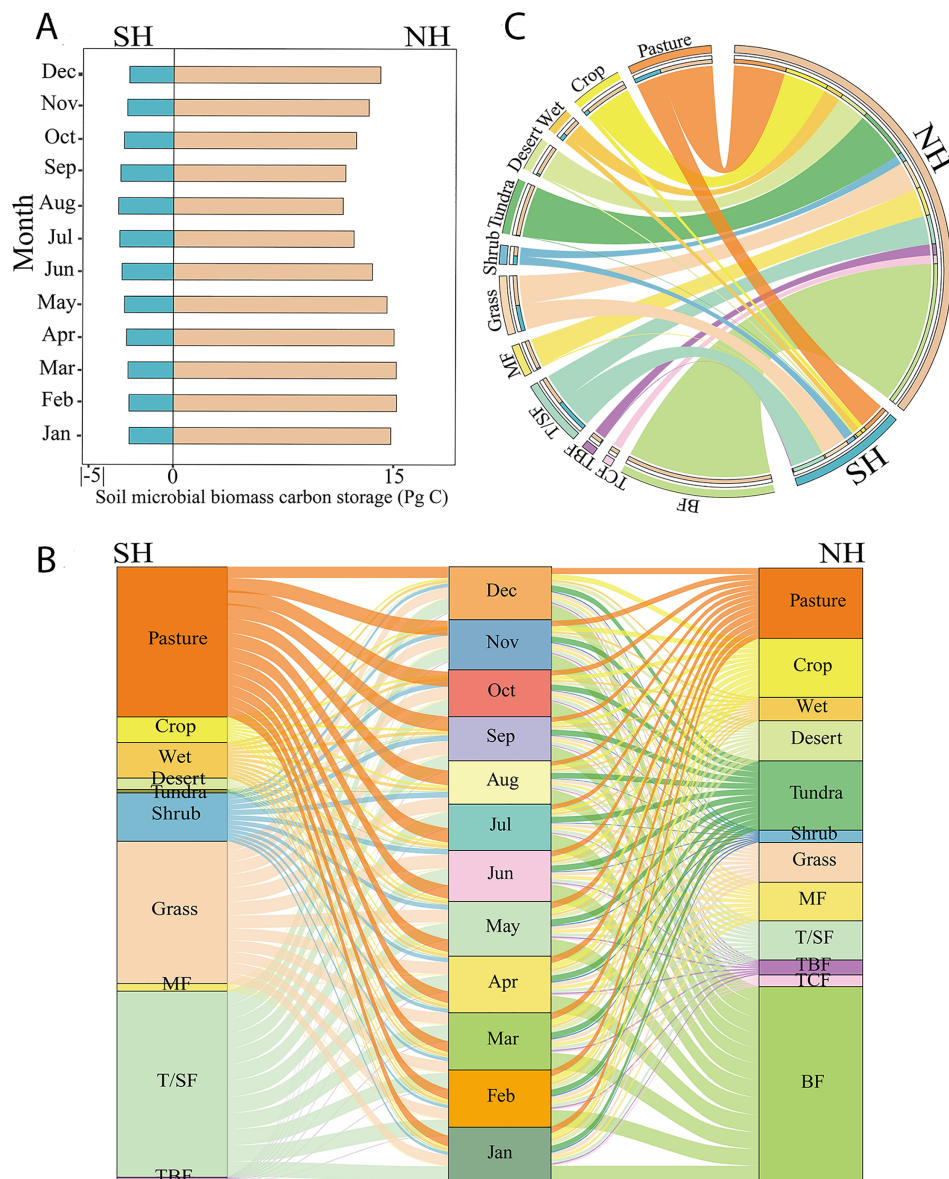 A
SH NH
Dec
Nov
Oct
Sep
Aug
Jul
Jun
May
Apr
Mar
Feb
Jan
Month
|-5| 0 15
Soil microbial biomass carbon storage (Pg C)
C
Pasture
Crop
Wet
Desert
Tundra
Shrub
Grass
MF
T/SF
TBF
TCF
BF
SH
NH
B
SH NH
Pasture
Crop
Wet
Desert
Tundra
Shrub
Grass
MF
T/SF
TBF
Dec
Nov
Oct
Sep
Aug
Jul
Jun
May
Apr
Mar
Feb
Jan
Pasture
Crop
Wet
Desert
Tundra
Shrub
Grass
MF
T/SF
TBF
TCF
BF